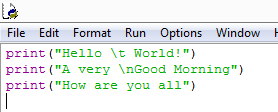 File Edit Format Run Options Window
print("Hello \t World!")
print("A very \nGood Morning")
print("How are you all")